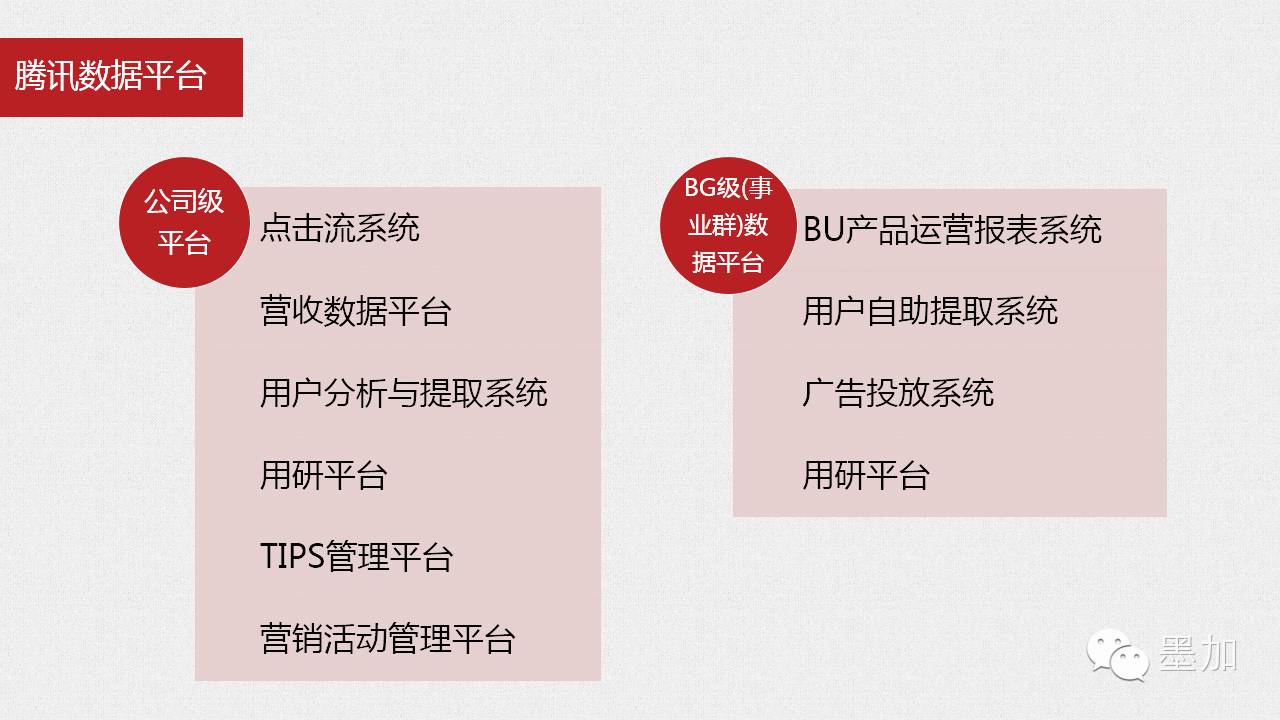 腾讯数据平台
公司级
平台
点击流系统
营收数据平台
用户分析与提取系统
用研平台
TIPS管理平台
营销活动管理平台
BG级(事
业群)数
据平台
BU产品运营报表系统
用户自助提取系统
广告投放系统
用研平台
墨加